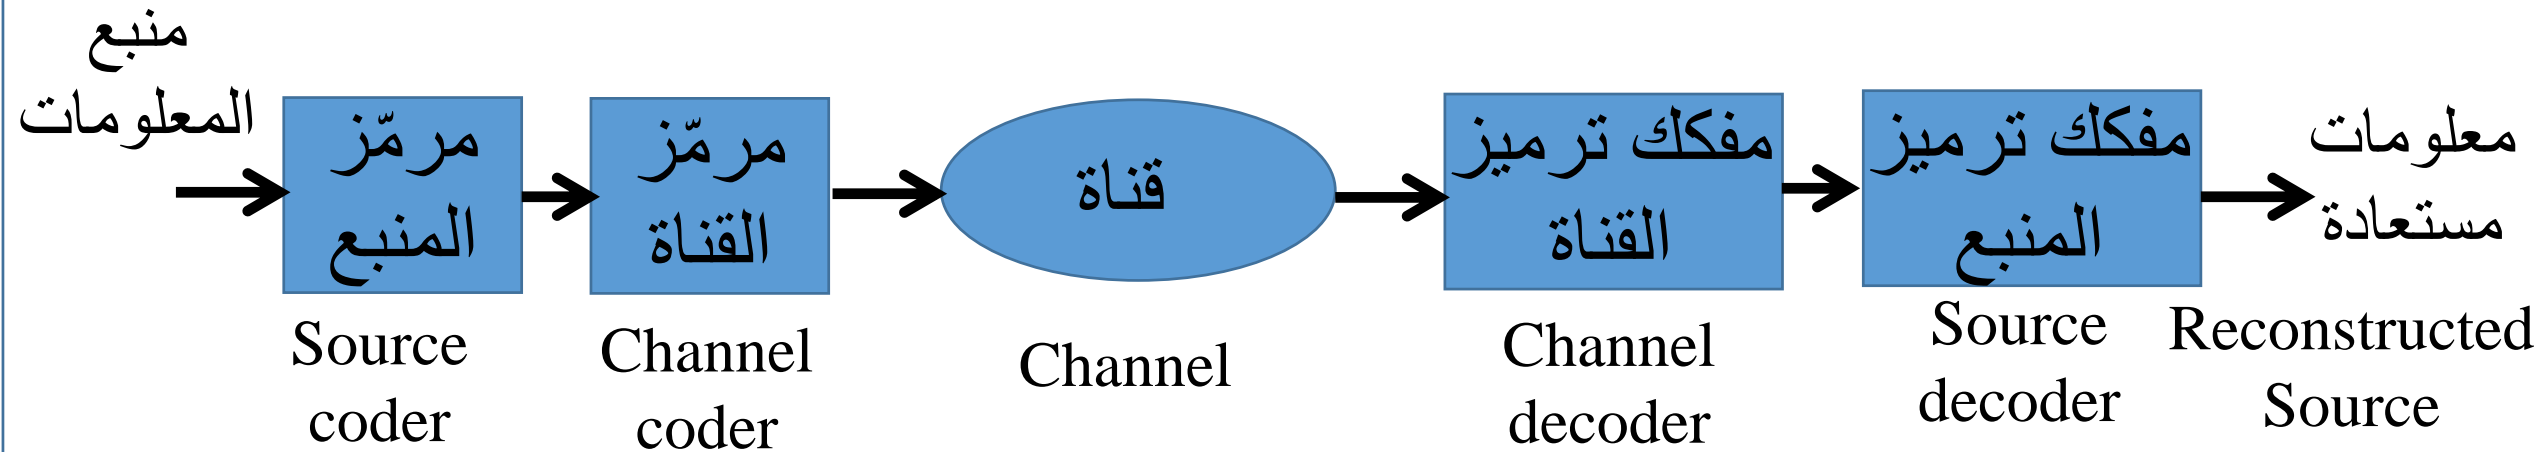 منبع
المعلومات
مرمّز
المنبع
Source
coder
مرمّز
القناة
Channel
coder
قناة
Channel
مفكك ترميز
القناة
Channel
decoder
مفكك ترميز
المنبع
Source
decoder
معلومات
مستعادة
Reconstructed
Source